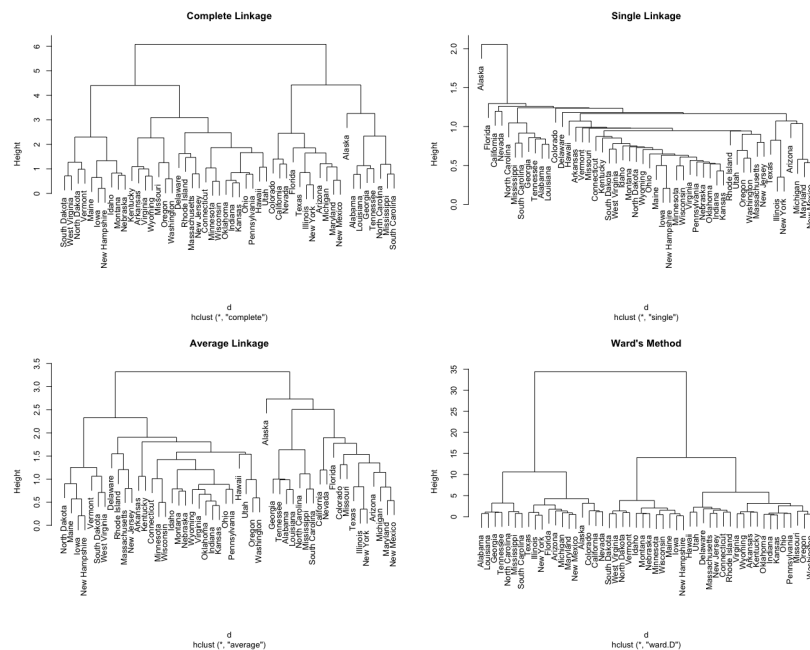 Complete Linkage
Height
6
5
4
3
2
1
0
South Dakota
West Virginia
North Dakota
Vermont
Maine
Iowa
New Hampshire
Idaho
Montana
Nebraska
Kentucky
Arkansas
Virginia
Wyoming
Missouri
Oregon
Washington
Delaware
Rhode Island
Massachusetts
New Jersey
Connecticut
Minnesota
Wisconsin
Oklahoma
Indiana
Kansas
Ohio
Pennsylvania
Hawaii
Utah
Colorado
California
Nevada
Florida
Texas
Illinois
New York
Arizona
Michigan
Maryland
New Mexico
Alaska
Alabama
Louisiana
Georgia
Tennessee
North Carolina
Mississippi
South Carolina
d
hclust (*, "complete")
Single Linkage
Height
2.0
1.5
1.0
0.5
0.0
Alaska
Florida
California
Nevada
North Carolina
Mississippi
South Carolina
Georgia
Tennessee
Alabama
Louisiana
Colorado
Delaware
Hawaii
Arkansas
Vermont
Missouri
Connecticut
Kentucky
South Dakota
West Virginia
Idaho
Montana
North Dakota
Wyoming
Ohio
Maine
Iowa
New Hampshire
Minnesota
Wisconsin
Virginia
Pennsylvania
Nebraska
Oklahoma
Indiana
Kansas
Rhode Island
Utah
Oregon
Washington
Massachusetts
New Jersey
Texas
Illinois
New York
Arizona
Michigan
Maryland
d
hclust (*, "single")
Average Linkage
Height
3.5
3.0
2.5
2.0
1.5
1.0
0.5
0.0
North Dakota
Maine
Iowa
New Hampshire
Vermont
South Dakota
West Virginia
Delaware
Rhode Island
Massachusetts
New Jersey
Arkansas
Kentucky
Connecticut
Minnesota
Wisconsin
Idaho
Montana
Nebraska
Wyoming
Virginia
Oklahoma
Indiana
Kansas
Ohio
Pennsylvania
Hawaii
Utah
Oregon
Washington
Alaska
Georgia
Tennessee
Alabama
Louisiana
North Carolina
Mississippi
South Carolina
California
Nevada
Florida
Colorado
Missouri
Texas
Illinois
New York
Arizona
Michigan
Maryland
New Mexico
d
hclust (*, "average")
Ward's Method
Height
35
30
25
20
15
10
5
0
Alabama
Louisiana
Georgia
Tennessee
North Carolina
Mississippi
South Carolina
Texas
Illinois
New York
Florida
Arizona
Michigan
Maryland
New Mexico
Alaska
Colorado
California
Nevada
South Dakota
West Virginia
North Dakota
Vermont
Idaho
Montana
Nebraska
Minnesota
Wisconsin
Maine
Iowa
New Hampshire
Hawaii
Utah
Delaware
Massachusetts
New Jersey
Connecticut
Rhode Island
Virginia
Wyoming
Arkansas
Kentucky
Oklahoma
Indiana
Kansas
Ohio
Pennsylvania
Missouri
Oregon
d
hclust (*, "ward.D")